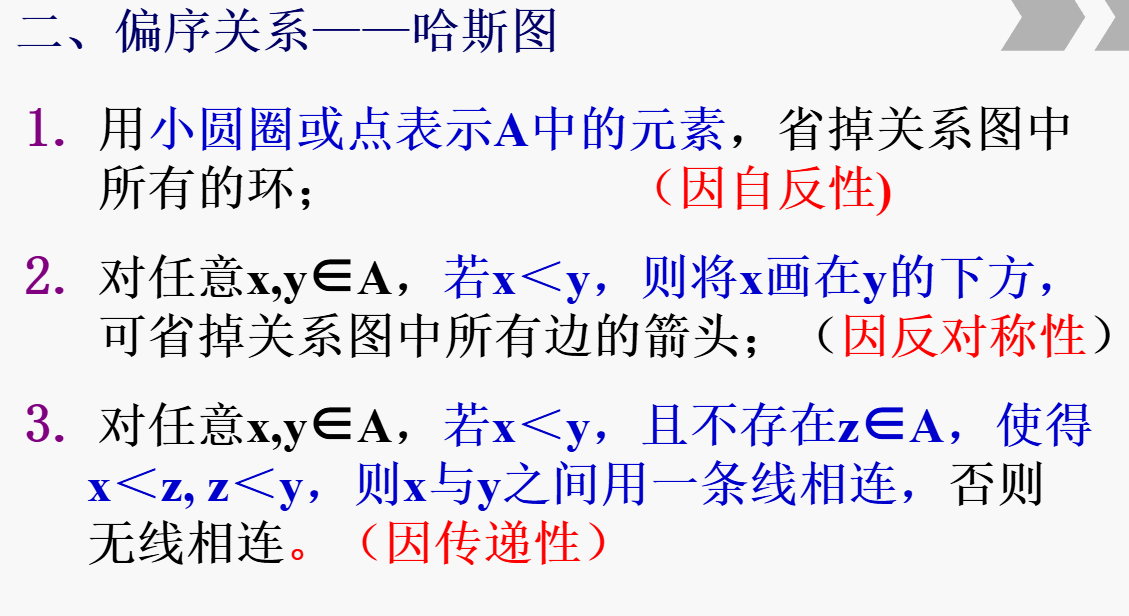 二、偏序关系——哈斯图
1. 用小圆圈或点表示A中的元素，省掉关系图中
所有的环；（因自反性)
2. 对任意x,y∈A，若x＜y，则将x画在y的下方，
可省掉关系图中所有边的箭头；（因反对称性）
3. 对任意x,y∈A，若x＜y，且不存在z∈A，使得
x＜z, z＜y，则x与y之间用一条线相连，否则
无线相连。（因传递性）